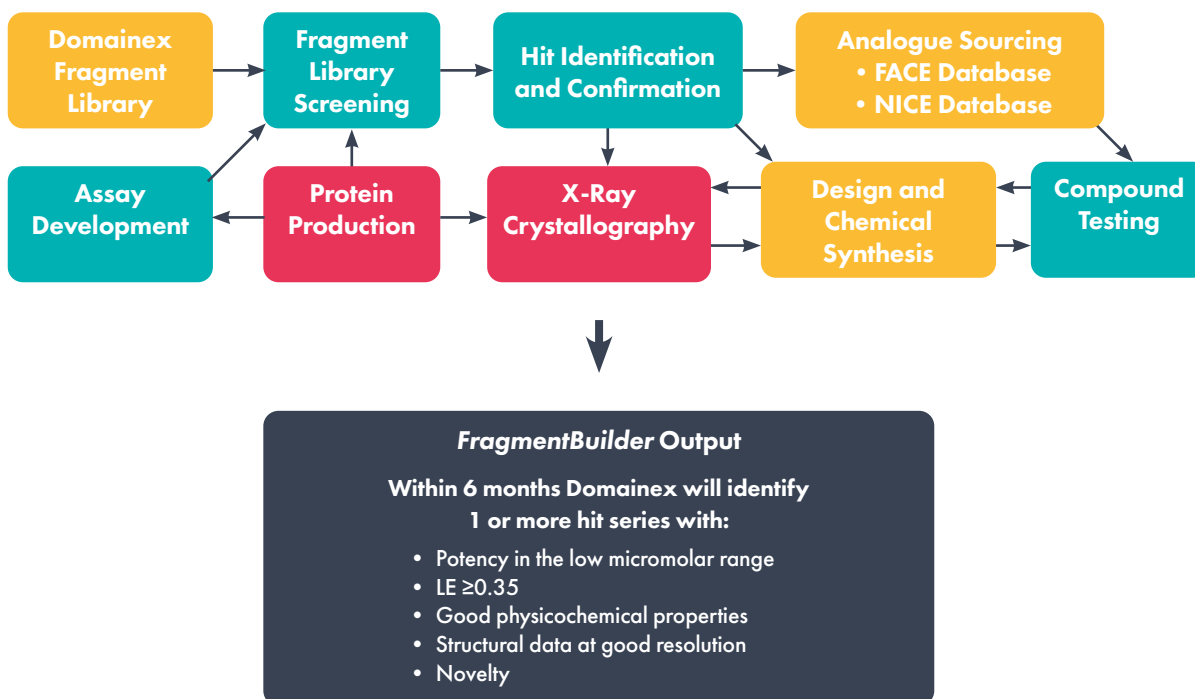 Domainex
Fragment
Library
Fragment
Library
Screening
Hit Identification
and Confirmation
Analogue Sourcing
• FACE Database
• NICE Database
Assay
Development
Protein
Production
X-Ray
Crystallography
Design and
Chemical
Synthesis
Compound
Testing
FragmentBuilder Output
Within 6 months Domainex will identify
1 or more hit series with:
• Potency in the low micromolar range
• LE ≥0.35
• Good physicochemical properties
• Structural data at good resolution
• Novelty